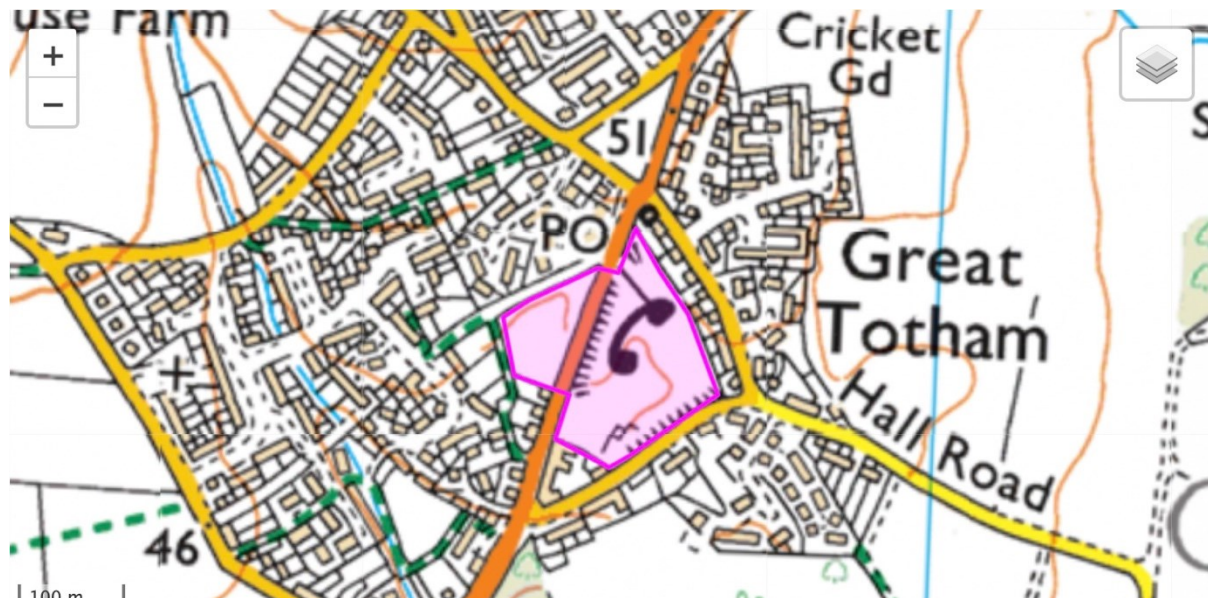 use Farm
+
−
Cricket
Gd
S
51
PO
Great
Totham
Hall Road
46
100 m